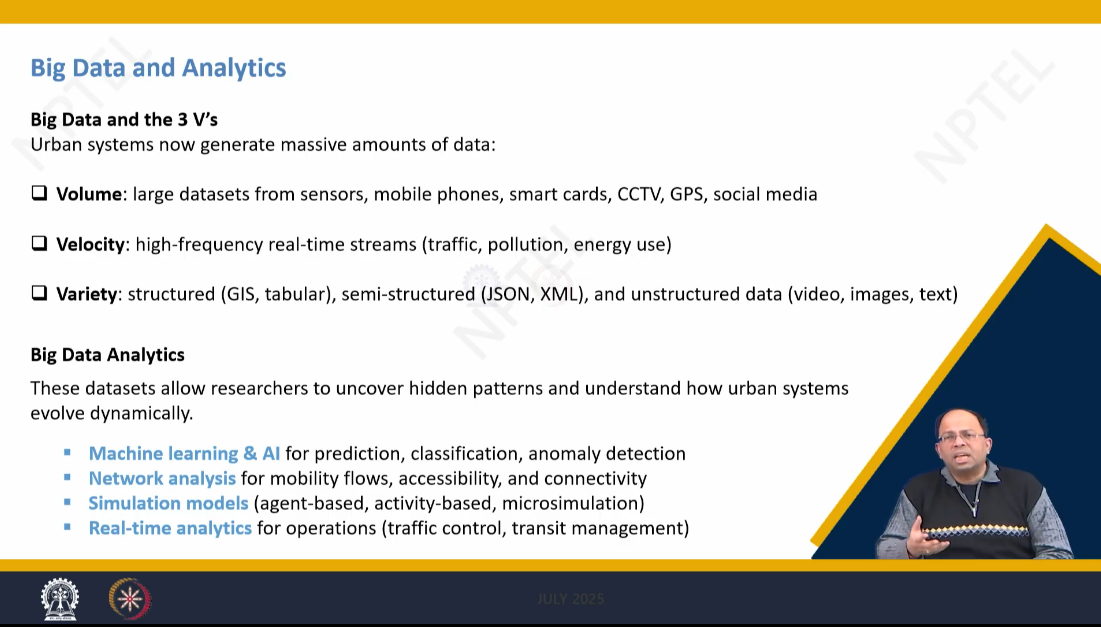 Big Data and Analytics
Big Data and the 3 V's
Urban systems now generate massive amounts of data:
Volume: large datasets from sensors, mobile phones, smart cards, CCTV, GPS, social media
Velocity: high-frequency real-time streams (traffic, pollution, energy use)
Variety: structured (GIS, tabular), semi-structured (JSON, XML), and unstructured data (video, images, text)
Big Data Analytics
These datasets allow researchers to uncover hidden patterns and understand how urban systems
evolve dynamically.
Machine learning & AI for prediction, classification, anomaly detection
Network analysis for mobility flows, accessibility, and connectivity
Simulation models (agent-based, activity-based, microsimulation)
Real-time analytics for operations (traffic control, transit management)
JULY 2025
NPTEL
NPTEL
NPTEL